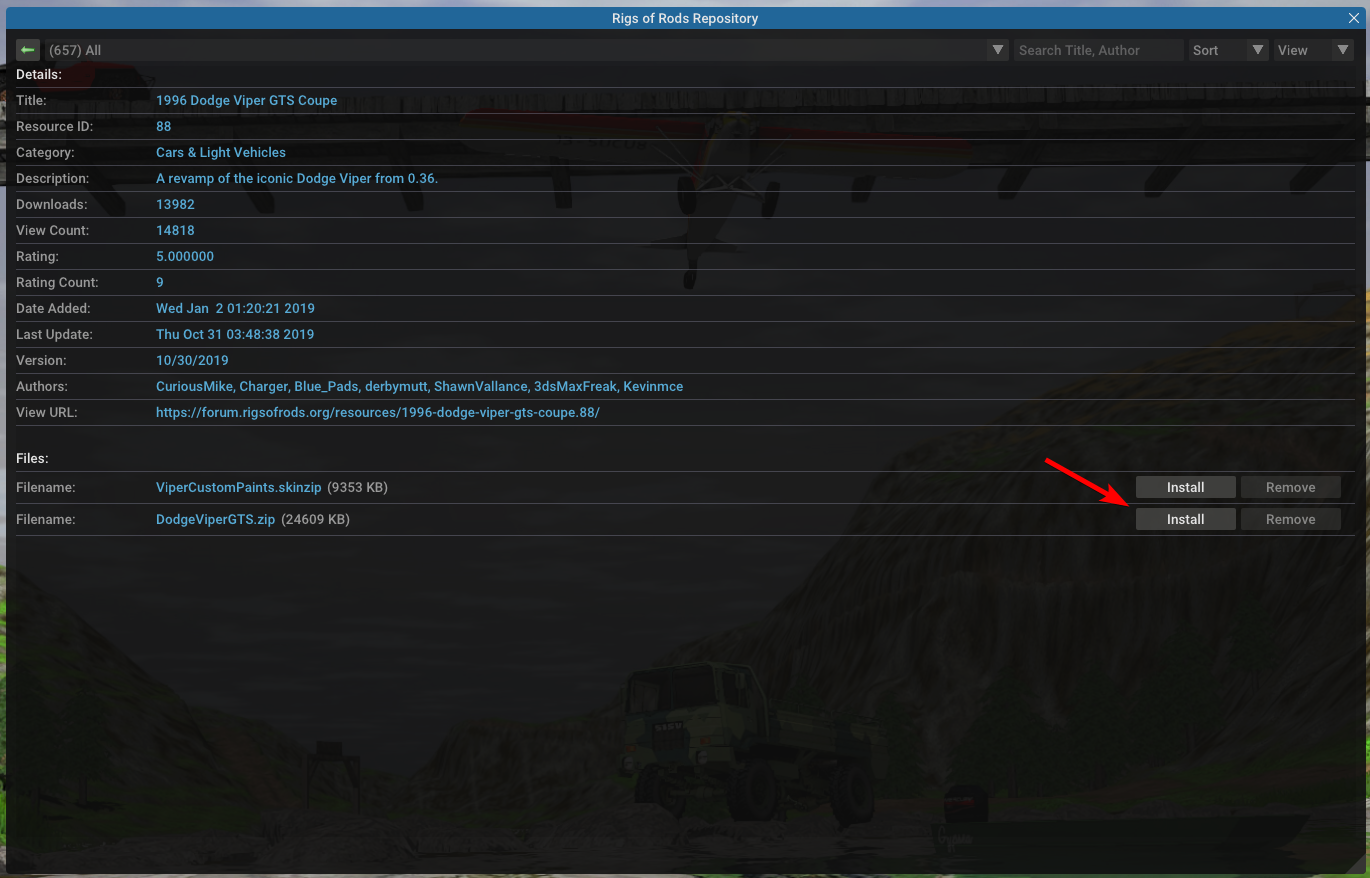 Rigs of Rods Repository
(657) All Search Title, Author Sort View
Details:
Title: 1996 Dodge Viper GTS Coupe
Resource ID: 88
Category: Cars & Light Vehicles
Description: A revamp of the iconic Dodge Viper from 0.36.
Downloads: 13982
View Count: 14818
Rating: 5.000000
Rating Count: 9
Date Added: Wed Jan  2 01:20:21 2019
Last Update: Thu Oct 31 03:48:38 2019
Version: 10/30/2019
Authors: CuriousMike, Charger, Blue_Pads, derbymutt, ShawnVallance, 3dsMaxFreak, Kevinmce
View URL: https://forum.rigsofrods.org/resources/1996-dodge-viper-gts-coupe.88/
Files:
Filename: ViperCustomPaints.skinzip (9353 KB) Install Remove
Filename: DodgeViperGTS.zip (24609 KB) Install Remove